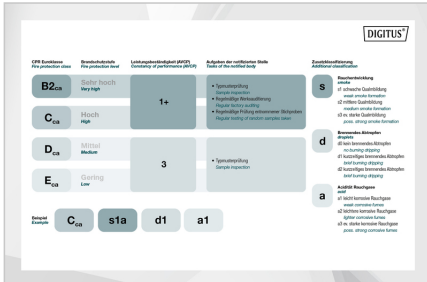 DIGITUS®
CPR Euroklasse
Fire protection class
Brandschutzstufe
Fire protection level
Leistungsbeständigkeit (AVCP)
Constancy of performance (AVCP)
Aufgaben der notifizierten Stelle
Tasks of the notified body
Zusatzklassifizierung
Additional classification
B2ca
Sehr hoch
Very high
Cca
Hoch
High
Dca
Mittel
Medium
Eca
Gering
Low
1+
3
• Typmusterprüfung
Sample inspection
• Regelmäßige Werksauditierung
Regular factory auditing
• Regelmäßige Prüfung entnommener Stichproben
Regular testing of random samples taken
• Typmusterprüfung
Sample inspection
s
Rauchentwicklung
smoke
s1 schwache Qualmbildung
weak smoke formation
s2 mittlere Qualmbildung
medium smoke formation
s3 ev. starke Qualmbildung
poss. strong smoke formation
d
Brennendes Abtropfen
droplets
d0 kein brennendes Abtropfen
no burning dripping
d1 kurzzeitiges brennendes Abtropfen
brief burning dripping
d2 kurzzeitiges brennendes Abtropfen
brief burning dripping
a
Acidität Rauchgase
acid
a1 leicht korrosive Rauchgase
weak corrosive fumes
a2 leichtere korrosive Rauchgase
lighter corrosive fumes
a3 ev. starke korrosive Rauchgase
poss. strong corrosive fumes
Beispiel
Example
Cca
s1a
d1
a1